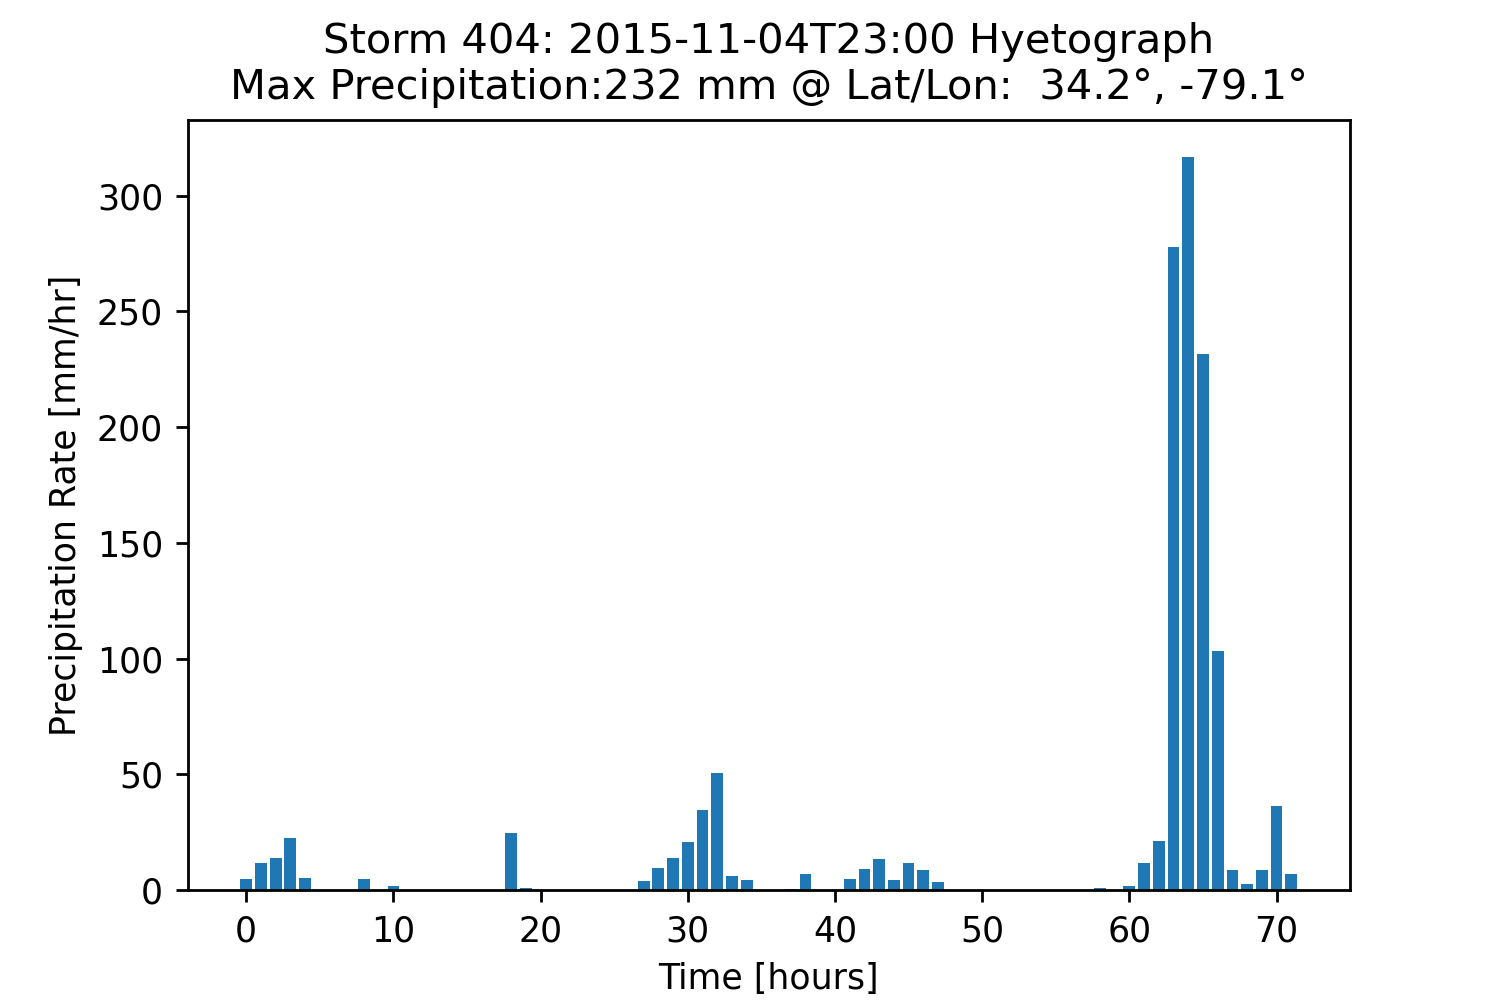 Storm 404: 2015-11-04T23:00 Hyetograph
Max Precipitation:232 mm @ Lat/Lon:  34.2°, -79.1°
Precipitation Rate [mm/hr]
300
250
200
150
100
50
0
0 10 20 30 40 50 60 70
Time [hours]